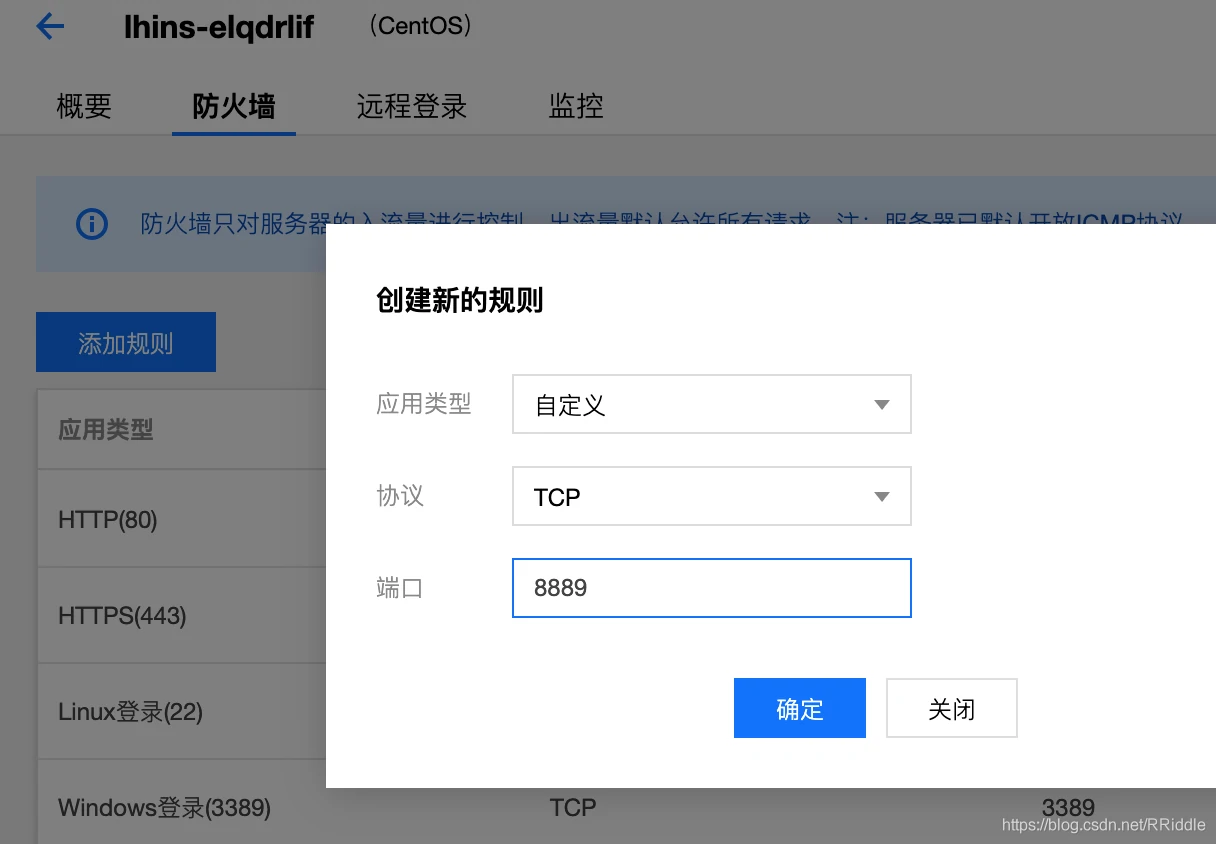 lhins-elqdrlif （CentOS）
概要 防火墙 远程登录 监控
防火墙只对服务器的入流量进行控制，出流量默认允许所有请求。注：服务器已默认开放ICMP协议
创建新的规则
添加规则
应用类型 自定义
应用类型
协议 TCP
HTTP(80)
端口 8889
HTTPS(443)
Linux登录(22)
确定 关闭
Windows登录(3389) TCP 3389
https://blog.csdn.net/RRiddle